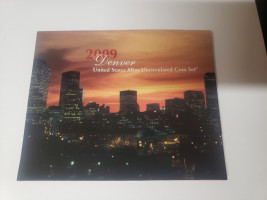 2009
Denver
United States Mint Uncirculated Coin Set®